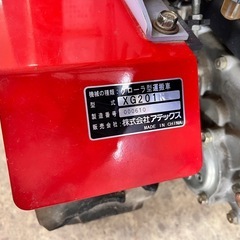 機械の種類：クローラ型運搬車
型式 XG201
製造番号 000610
販売会社：株式会社アテックス
MADE IN CHINA